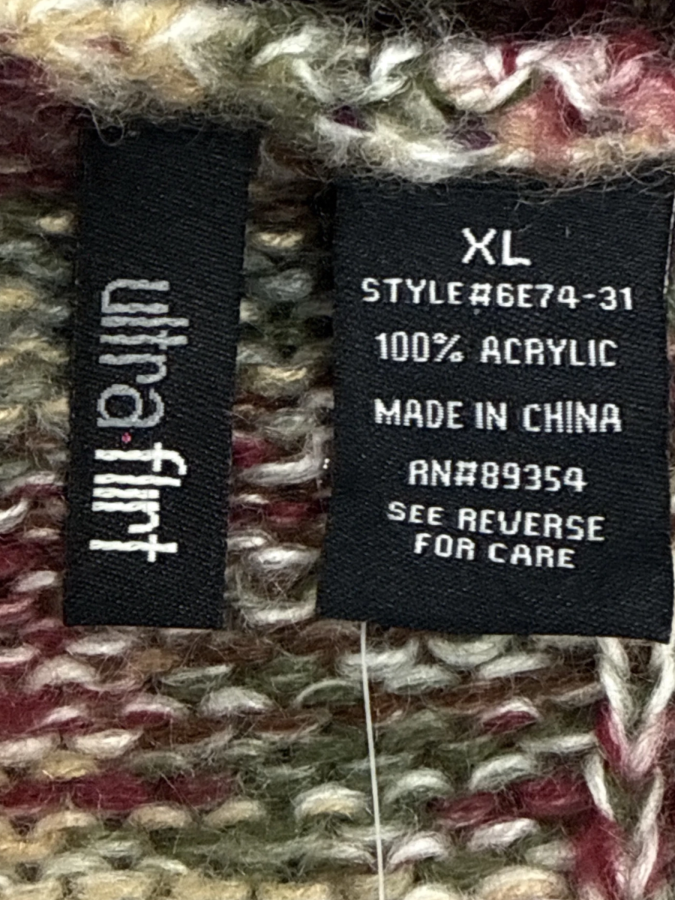 ultra flirt
XL
STYLE#6E74-31
100% ACRYLIC
MADE IN CHINA
RN#89354
SEE REVERSE
FOR CARE